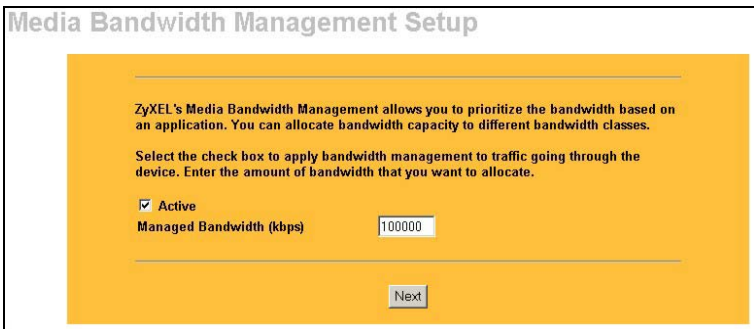 Media Bandwidth Management Setup
ZyXEL's Media Bandwidth Management allows you to prioritize the bandwidth based on
an application. You can allocate bandwidth capacity to different bandwidth classes.
Select the check box to apply bandwidth management to traffic going through the
device. Enter the amount of bandwidth that you want to allocate.
Active
Managed Bandwidth (kbps) 100000
Next